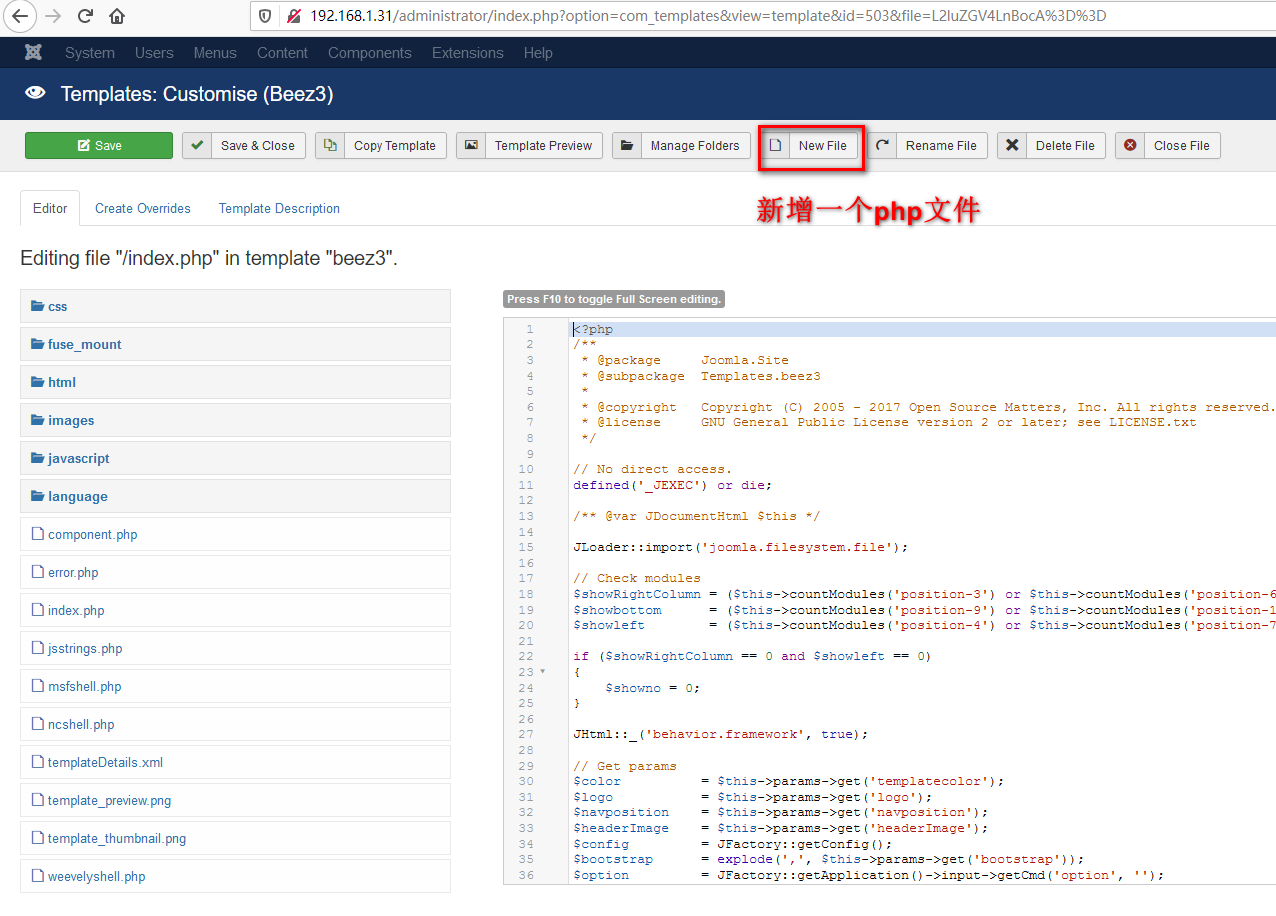 192.168.1.31/administrator/index.php?option=com_templates&view=template&id=503&file=L2luZGV4LnBocA%3D%3D
System Users Menus Content Components Extensions Help
Templates: Customise (Beez3)
Save Save & Close Copy Template Template Preview Manage Folders New File Rename File Delete File Close File
新增一个php文件
Editor Create Overrides Template Description
Editing file "/index.php" in template "beez3".
css
fuse_mount
html
images
javascript
language
component.php
error.php
index.php
jsstrings.php
msfshell.php
ncshell.php
templateDetails.xml
template_preview.png
template_thumbnail.png
weevelyshell.php
Press F10 to toggle Full Screen editing.
1 <?php
2 /**
3 * @package Joomla.Site
4 * @subpackage Templates.beez3
5 *
6 * @copyright Copyright (C) 2005 - 2017 Open Source Matters, Inc. All rights reserved.
7 * @license GNU General Public License version 2 or later; see LICENSE.txt
8 */
9
10 // No direct access.
11 defined('_JEXEC') or die;
12
13 /** @var JDocumentHtml $this */
14
15 JLoader::import('joomla.filesystem.file');
16
17 // Check modules
18 $showRightColumn = ($this->countModules('position-3') or $this->countModules('position-6
19 $showbottom = ($this->countModules('position-9') or $this->countModules('position-1
20 $showleft = ($this->countModules('position-4') or $this->countModules('position-7
21
22 if ($showRightColumn == 0 and $showleft == 0)
23 {
24 $showno = 0;
25 }
26
27 JHtml::_('behavior.framework', true);
28
29 // Get params
30 $color = $this->params->get('templatecolor');
31 $logo = $this->params->get('logo');
32 $navposition = $this->params->get('navposition');
33 $headerImage = $this->params->get('headerImage');
34 $config = JFactory::getConfig();
35 $bootstrap = explode(',', $this->params->get('bootstrap'));
36 $option = JFactory::getApplication()->input->getCmd('option', '');